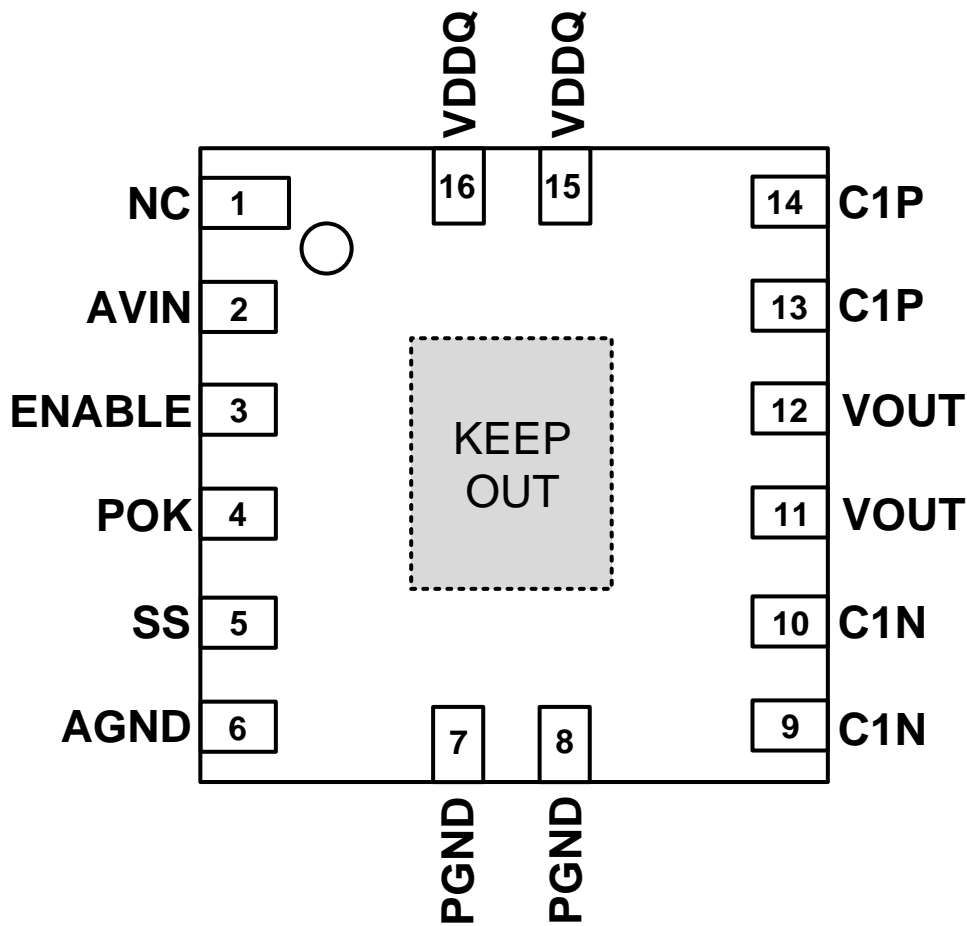 VDDQ VDDQ
16 15
NC 1 14 C1P
AVIN 2 13 C1P
ENABLE 3 12 VOUT
KEEP
OUT
POK 4 11 VOUT
SS 5 10 C1N
AGND 6 9 C1N
7 8
PGND PGND